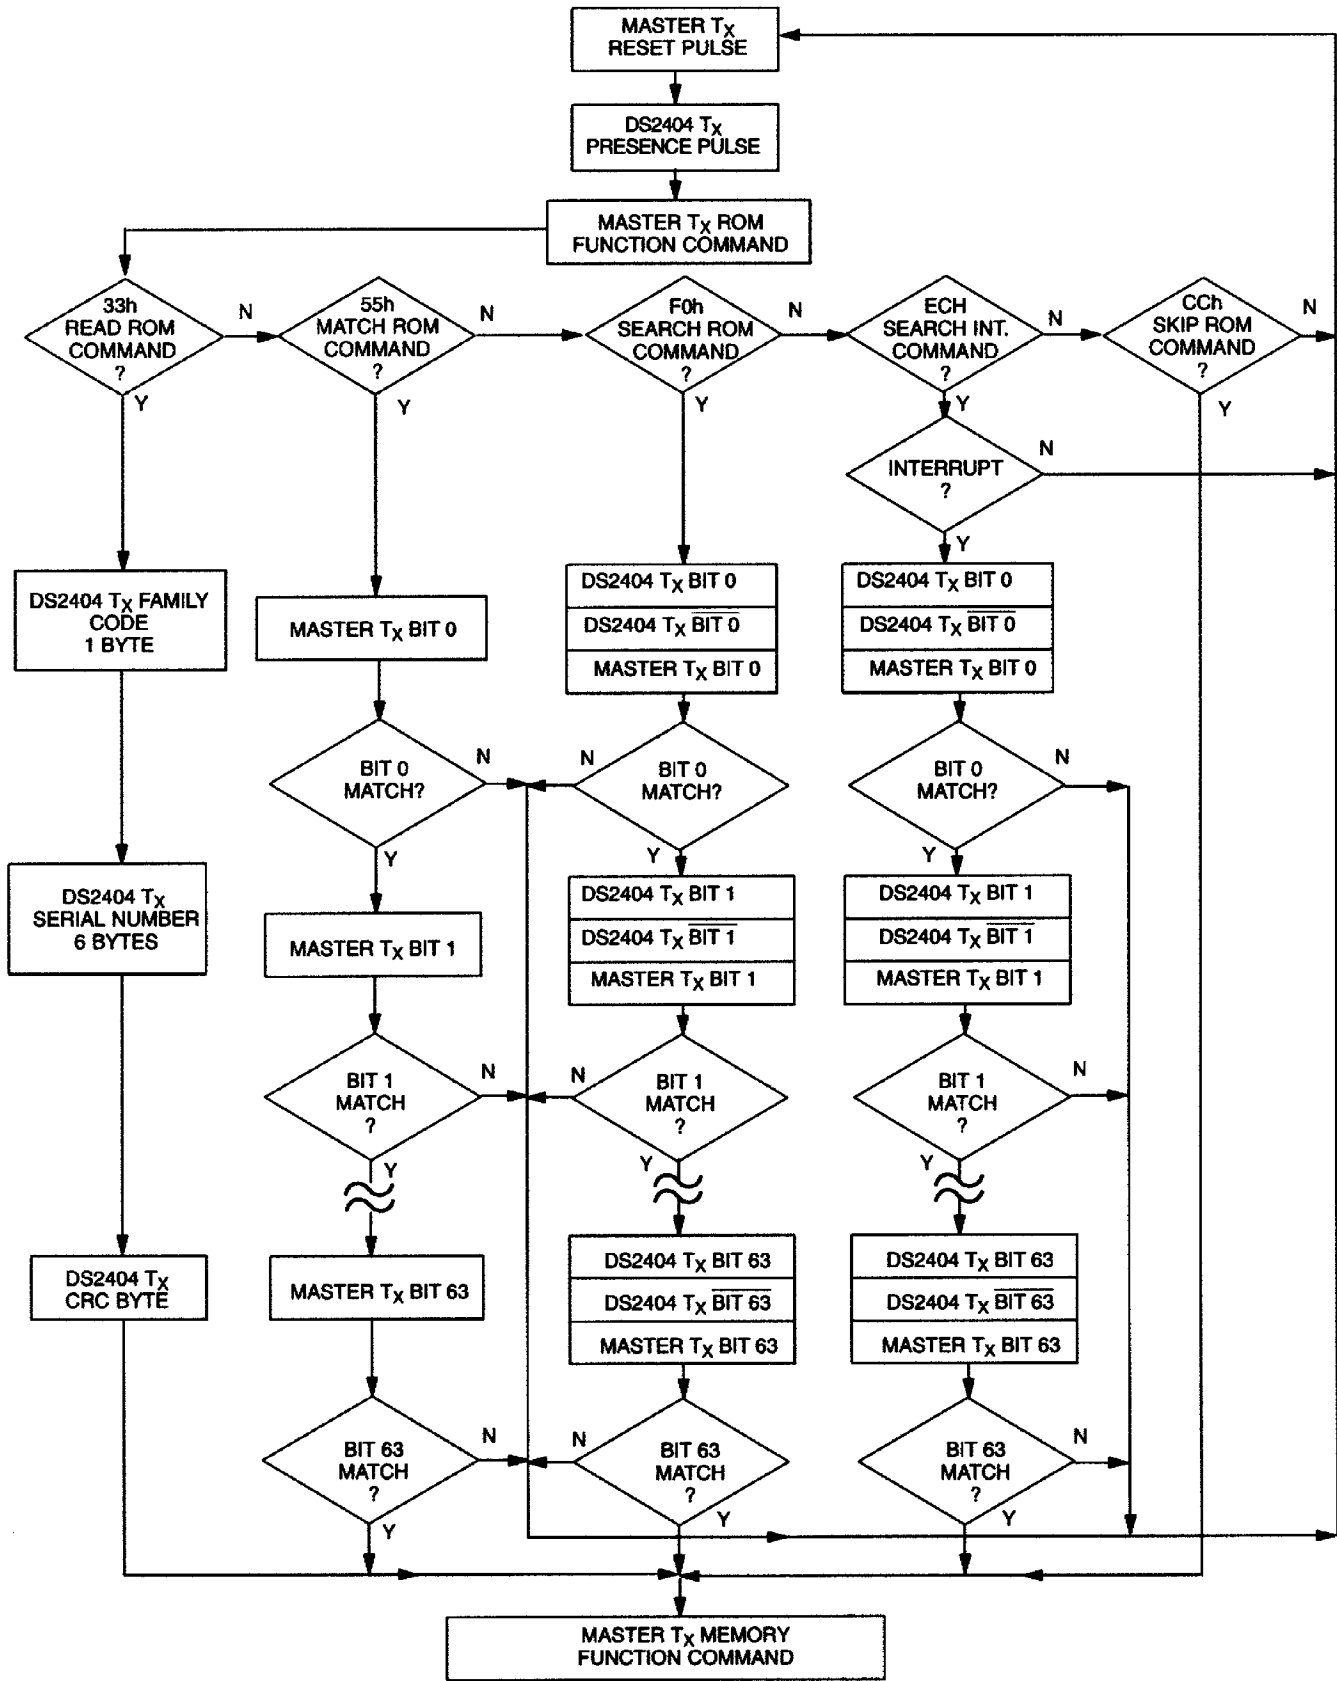 MASTER TX
RESET PULSE
DS2404 TX
PRESENCE PULSE
MASTER TX ROM
FUNCTION COMMAND
33h
READ ROM
COMMAND
?
N
Y
55h
MATCH ROM
COMMAND
?
N
Y
F0h
SEARCH ROM
COMMAND
?
N
Y
ECH
SEARCH INT.
COMMAND
?
N
Y
CCh
SKIP ROM
COMMAND
?
N
Y
INTERRUPT
?
N
Y
DS2404 TX FAMILY
CODE
1 BYTE
DS2404 TX
SERIAL NUMBER
6 BYTES
DS2404 TX
CRC BYTE
MASTER TX BIT 0
BIT 0
MATCH?
N
Y
MASTER TX BIT 1
BIT 1
MATCH
?
N
Y
MASTER TX BIT 63
BIT 63
MATCH
?
N
Y
DS2404 TX BIT 0
DS2404 TX BIT 0
MASTER TX BIT 0
BIT 0
MATCH?
N
Y
DS2404 TX BIT 1
DS2404 TX BIT 1
MASTER TX BIT 1
BIT 1
MATCH
?
N
Y
DS2404 TX BIT 63
DS2404 TX BIT 63
MASTER TX BIT 63
BIT 63
MATCH
?
N
Y
DS2404 TX BIT 0
DS2404 TX BIT 0
MASTER TX BIT 0
BIT 0
MATCH?
N
Y
DS2404 TX BIT 1
DS2404 TX BIT 1
MASTER TX BIT 1
BIT 1
MATCH
?
N
Y
DS2404 TX BIT 63
DS2404 TX BIT 63
MASTER TX BIT 63
BIT 63
MATCH
?
N
Y
MASTER TX MEMORY
FUNCTION COMMAND